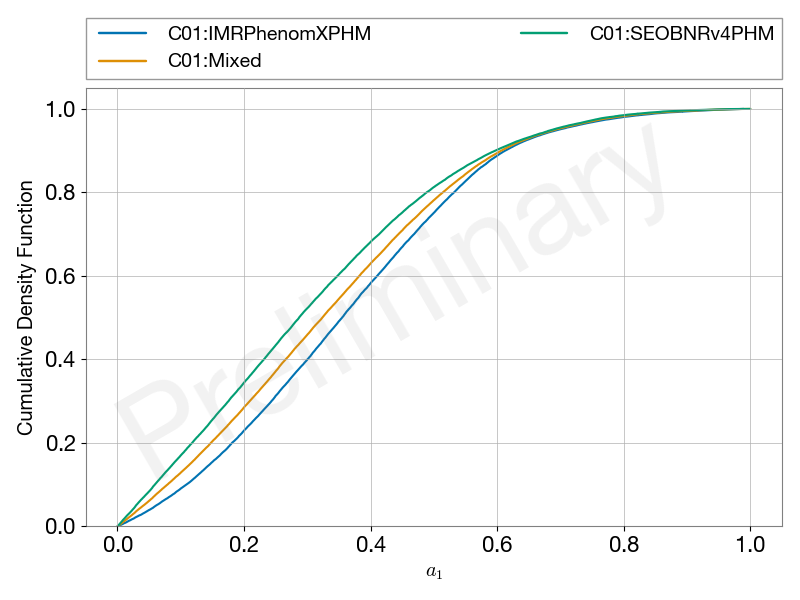 C01:IMRPhenomXPHM
C01:Mixed
C01:SEOBNRv4PHM
1.0
0.8
0.6
0.4
0.2
0.0
Cumulative Density Function
Preliminary
0.0 0.2 0.4 0.6 0.8 1.0
a₁